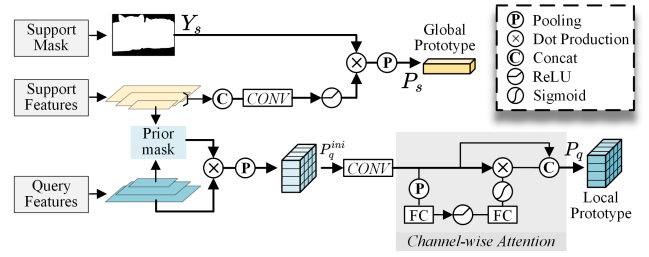 Support
Mask
Y_s
Support
Features
C
CONV
×
P
P_s
Global
Prototype
P Pooling
× Dot Production
C Concat
ReLU
Sigmoid
Prior
mask
Query
Features
×
P
P_q^{ini}
CONV
×
C
P_q
P
FC
FC
Channel-wise Attention
Local
Prototype